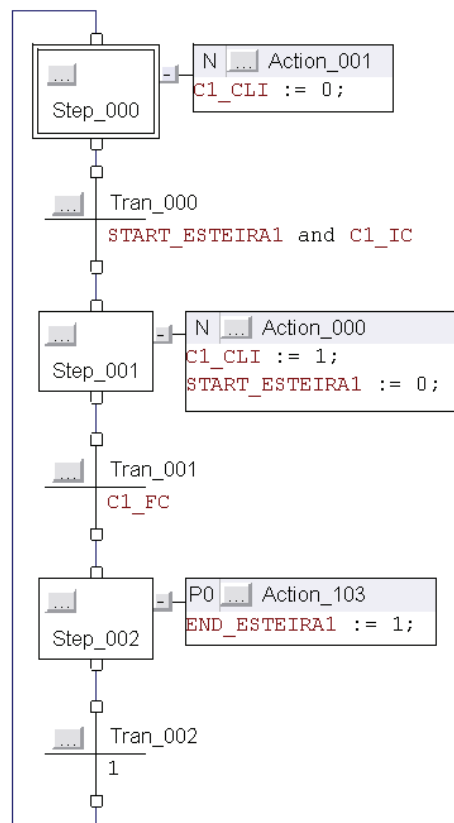 N ... Action_001
... - C1_CLI := 0;
Step_000
... Tran_000
START_ESTEIRA1 and C1_IC
N ... Action_000
... - C1_CLI := 1;
Step_001 START_ESTEIRA1 := 0;
... Tran_001
C1_FC
P0 ... Action_103
... - END_ESTEIRA1 := 1;
Step_002
... Tran_002
1